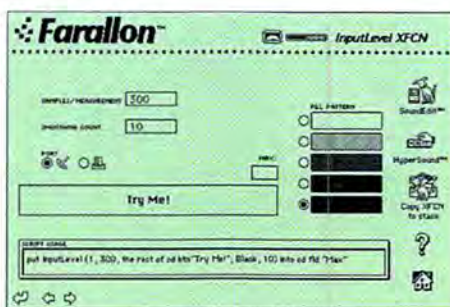 Farallon™
InputLevel XFCN
SAMPLES/MEASUREMENT 300
SMOOTHING COUNT 10
PORT
MAX:
FILL PATTERN
Try Me!
SoundEdit™
HyperSound™
Copy XFCN
to stack
SCRIPT USAGE
put InputLevel (1, 300, the rect of cd btn "Try Me!", Black, 10) into cd fld "Max"